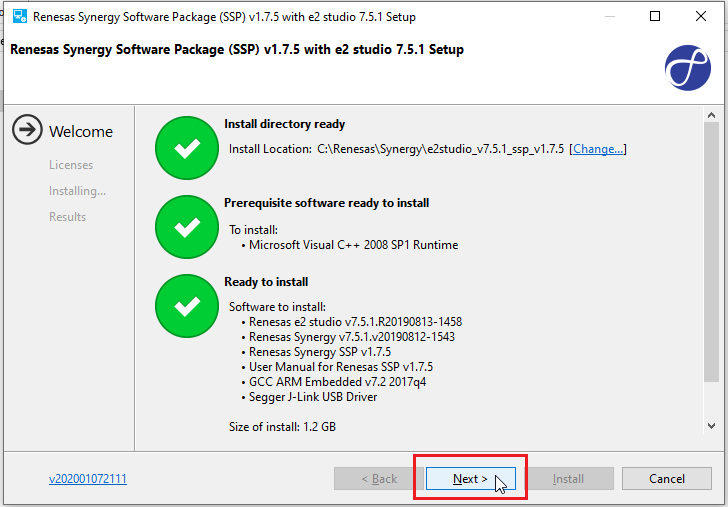 Renesas Synergy Software Package (SSP) v1.7.5 with e2 studio 7.5.1 Setup
Renesas Synergy Software Package (SSP) v1.7.5 with e2 studio 7.5.1 Setup
Welcome
Licenses
Installing...
Results
Install directory ready
Install Location: C:\Renesas\Synergy\e2studio_v7.5.1_ssp_v1.7.5 [Change...]
Prerequisite software ready to install
To install:
• Microsoft Visual C++ 2008 SP1 Runtime
Ready to install
Software to install:
• Renesas e2 studio v7.5.1.R20190813-1458
• Renesas Synergy v7.5.1.v20190812-1543
• Renesas Synergy SSP v1.7.5
• User Manual for Renesas SSP v1.7.5
• GCC ARM Embedded v7.2 2017q4
• Segger J-Link USB Driver
Size of install: 1.2 GB
v202001072111
< Back
Next >
Install
Cancel